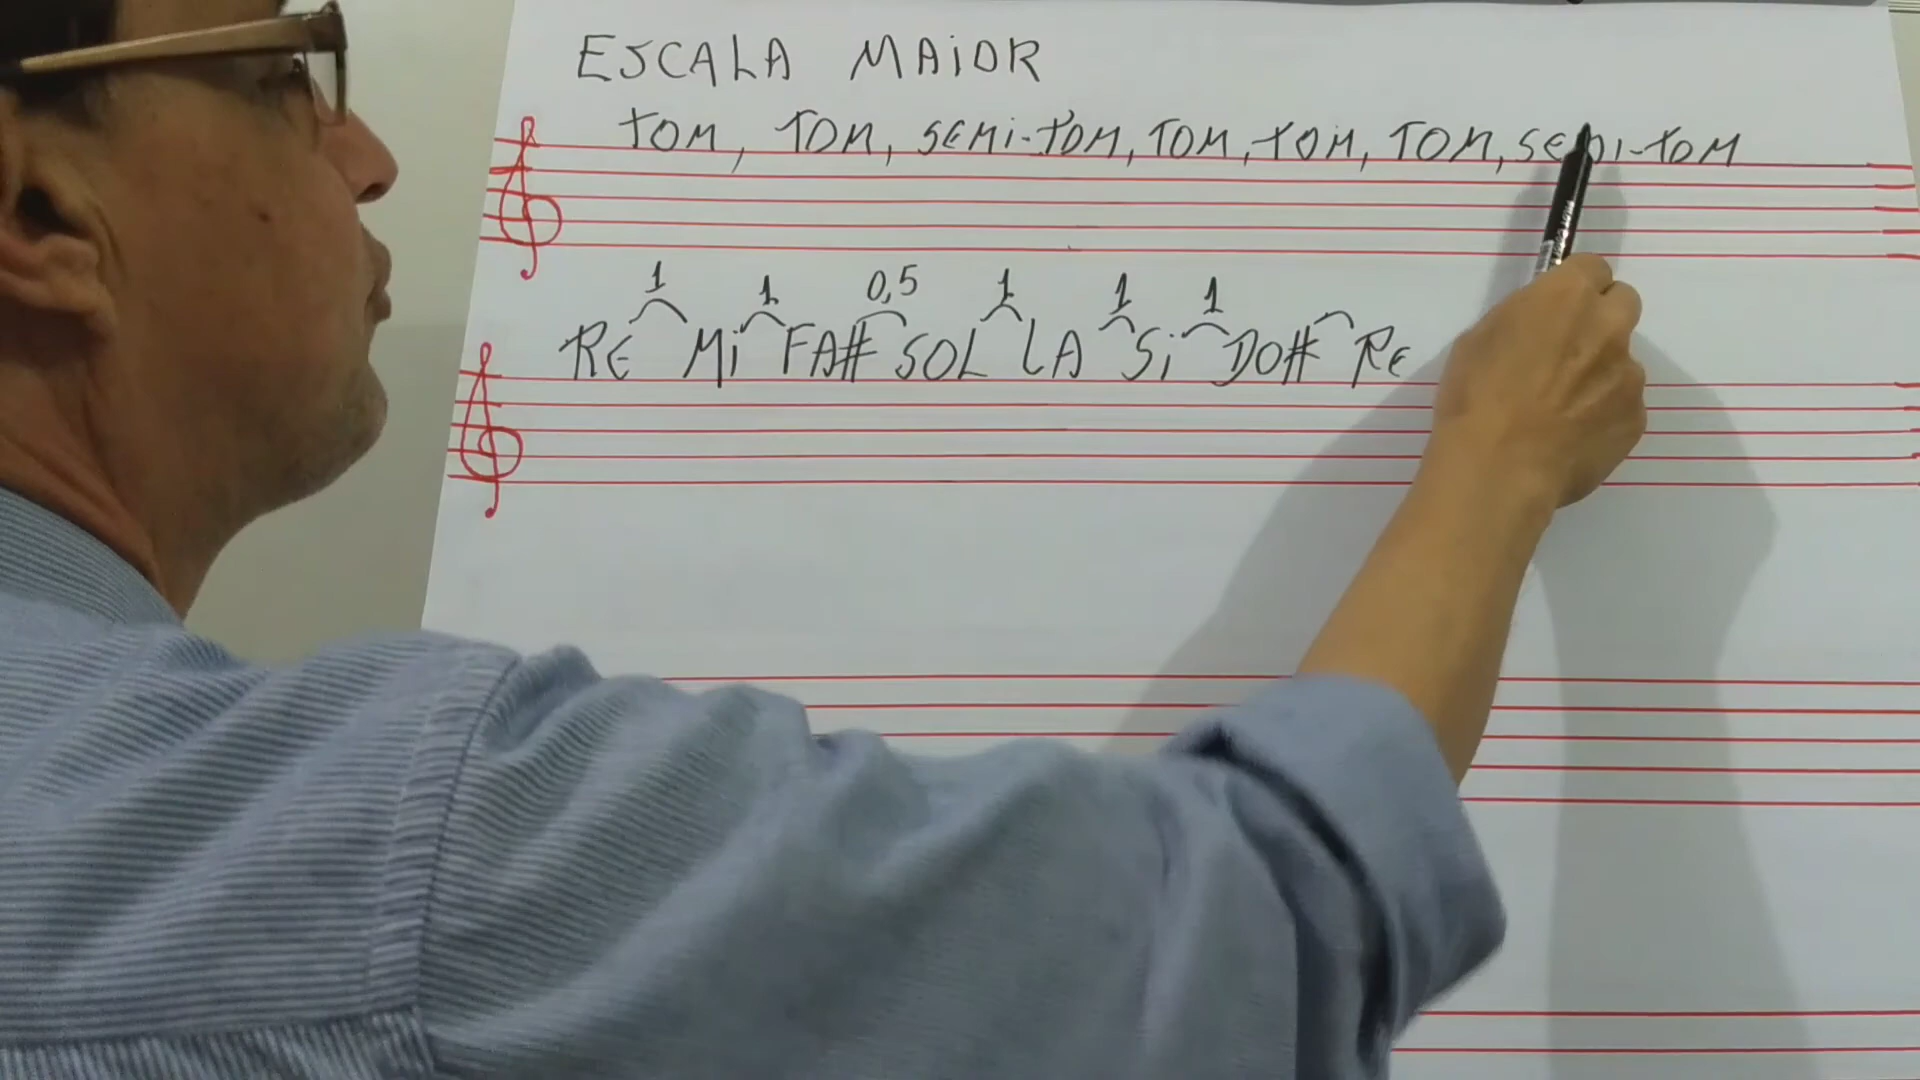 ESCALA MAiOR
TOM, TOM, SEMi-TOM, TOM, TOM, TOM, SEMi-TOM
1 1 0,5 1 1 1
RE Mi FA# SOL LA Si DO# RE